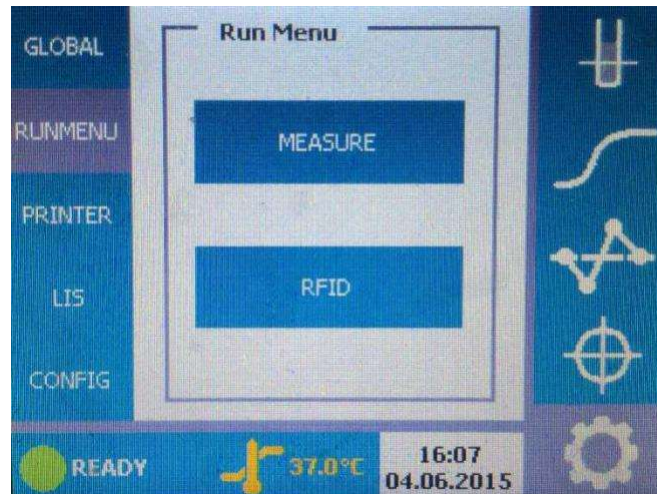 GLOBAL
RUNMENU
PRINTER
LIS
CONFIG
Run Menu
MEASURE
RFID
READY
37.0°C
16:07
04.06.2015